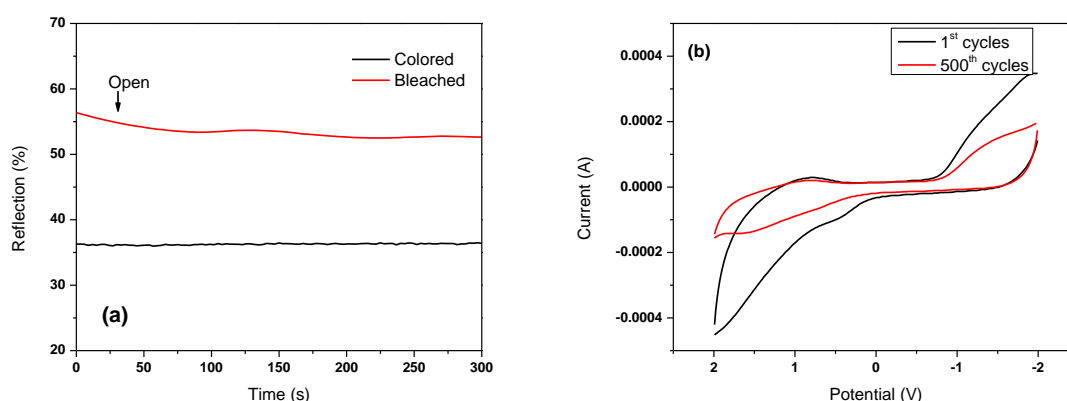 70
60
50
40
30
20
Reflection (%)
Open
Colored
Bleached
(a)
0 50 100 150 200 250 300
Time (s)
(b)
1st cycles
500th cycles
0.0004
0.0002
0.0000
-0.0002
-0.0004
Current (A)
2 1 0 -1 -2
Potential (V)